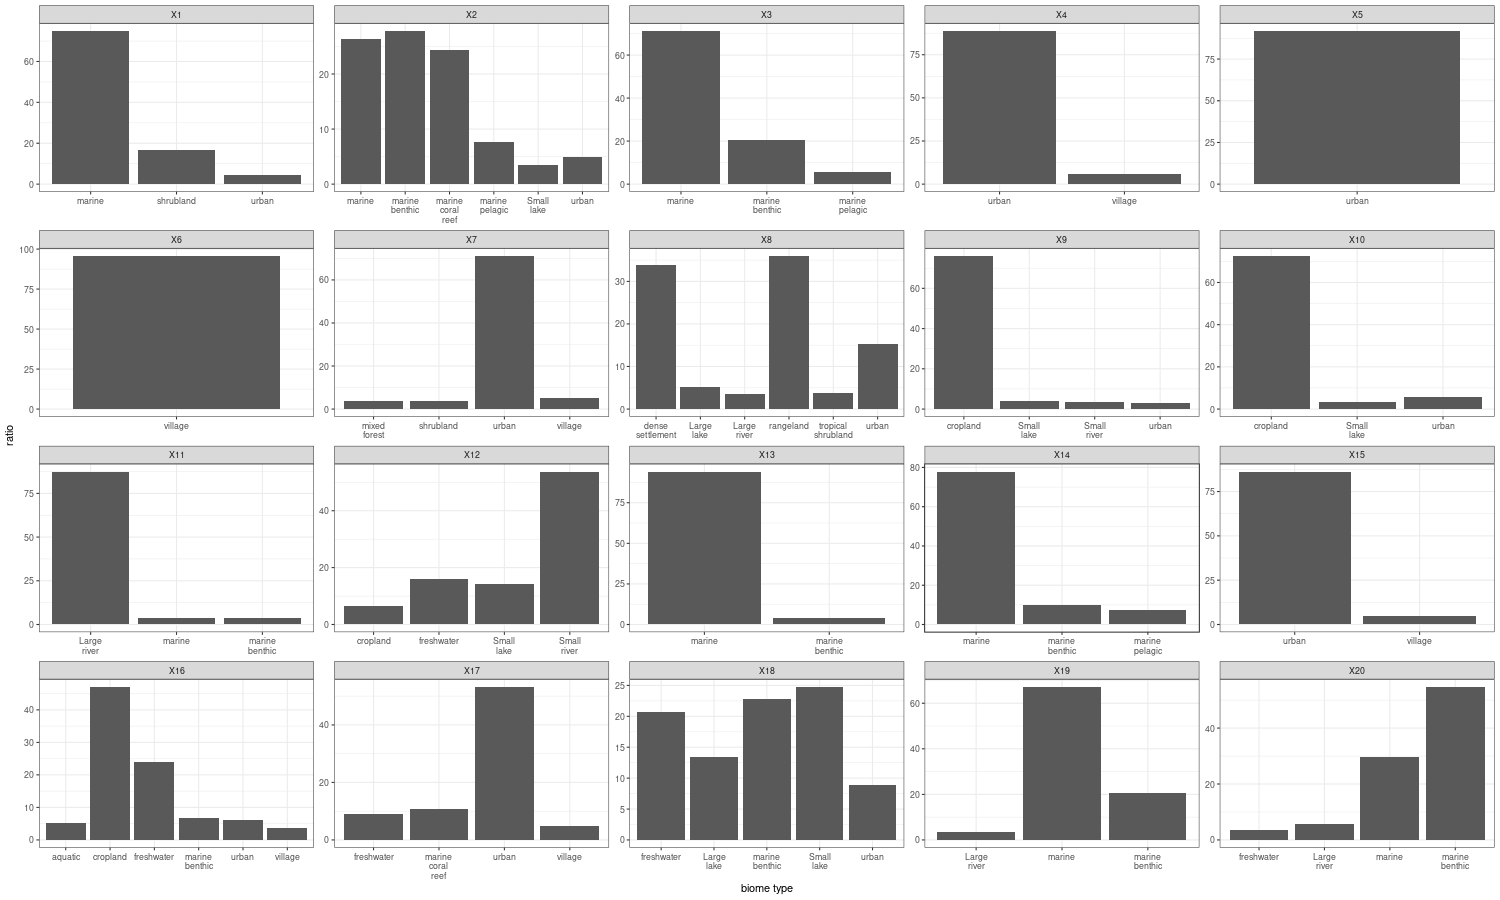 X1
X2
X3
X4
X5
60
40
20
0
20
10
0
60
40
20
0
75
50
25
0
75
50
25
0
marine shrubland urban
marine marine marine marine Small urban
benthic coral pelagic lake
reef
marine marine marine
benthic pelagic
urban village
urban
X6
X7
X8
X9
X10
100
75
50
25
0
60
40
20
0
30
20
10
0
60
40
20
0
60
40
20
0
village
mixed shrubland urban village
forest
dense Large Large rangeland tropical urban
settlement lake river shrubland
cropland Small Small urban
lake river
cropland Small urban
lake
ratio
X11
X12
X13
X14
X15
75
50
25
0
40
20
0
75
50
25
0
80
60
40
20
0
75
50
25
0
Large marine marine
river benthic
cropland freshwater Small Small
lake river
marine marine
benthic
marine marine marine
benthic pelagic
urban village
X16
X17
X18
X19
X20
40
30
20
10
0
40
20
0
25
20
15
10
5
0
60
40
20
0
40
20
0
aquatic cropland freshwater marine urban village
benthic
freshwater marine urban village
coral
reef
freshwater Large marine Small urban
lake benthic lake
Large marine marine
river benthic
freshwater Large marine marine
river benthic
biome type